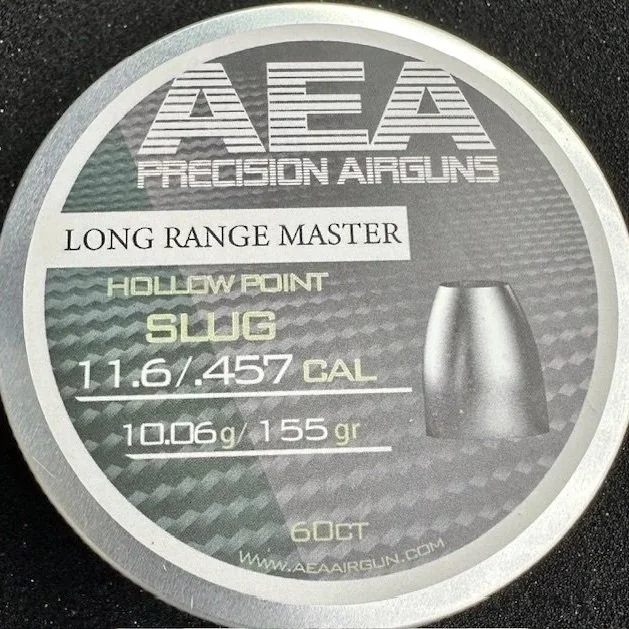 AEA
PRECISION AIRGUNS
LONG RANGE MASTER
HOLLOW POINT
SLUG
11.6/.457 CAL
10.06g/155 gr
60CT
WWW.AEAAIRGUN.COM